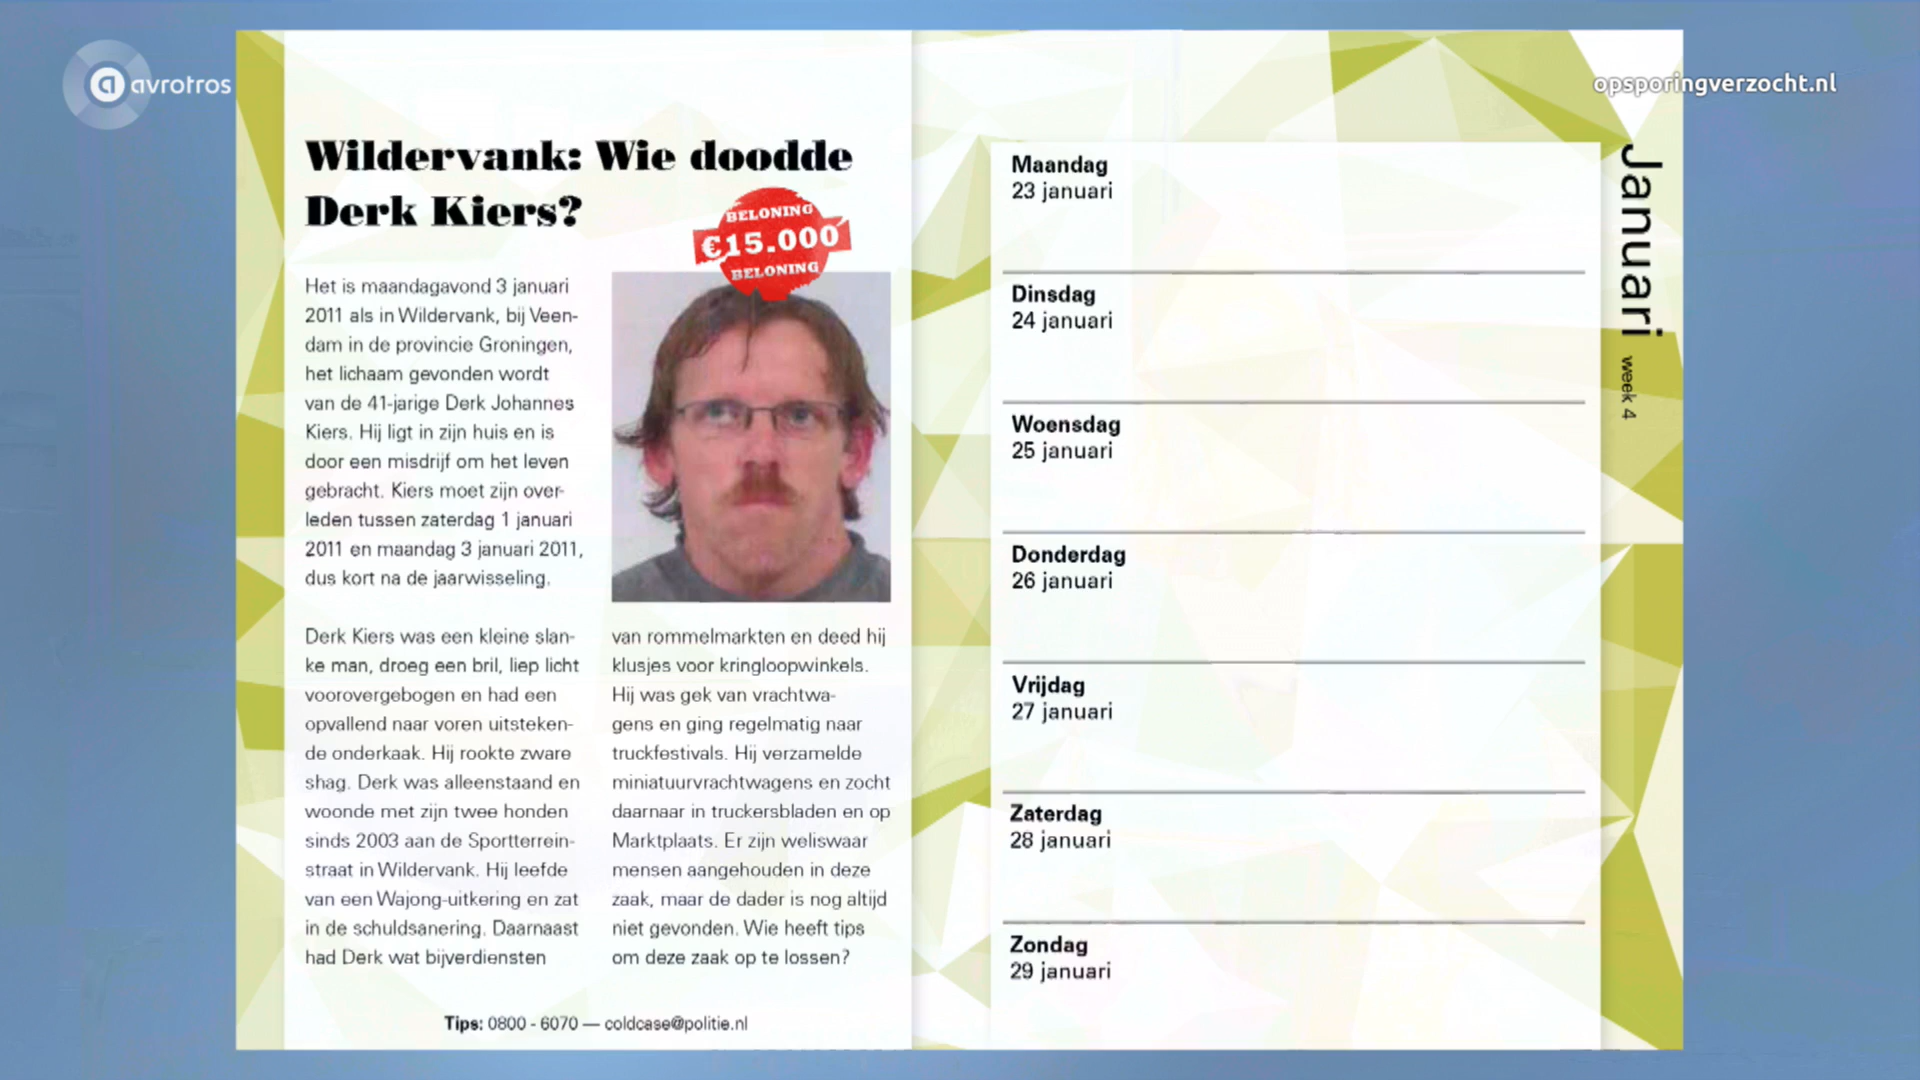 avrotros
opsporingverzocht.nl
Wildervank: Wie doodde
Derk Kiers?
BELONING
€15.000
BELONING
Het is maandagavond 3 januari
2011 als in Wildervank, bij Veen-
dam in de provincie Groningen,
het lichaam gevonden wordt
van de 41-jarige Derk Johannes
Kiers. Hij ligt in zijn huis en is
door een misdrijf om het leven
gebracht. Kiers moet zijn over-
leden tussen zaterdag 1 januari
2011 en maandag 3 januari 2011,
dus kort na de jaarwisseling.
Derk Kiers was een kleine slan-
ke man, droeg een bril, liep licht
voorovergebogen en had een
opvallend naar voren uitsteken-
de onderkaak. Hij rookte zware
shag. Derk was alleenstaand en
woonde met zijn twee honden
sinds 2003 aan de Sportterrein-
straat in Wildervank. Hij leefde
van een Wajong-uitkering en zat
in de schuldsanering. Daarnaast
had Derk wat bijverdiensten
van rommelmarkten en deed hij
klusjes voor kringloopwinkels.
Hij was gek van vrachtwa-
gens en ging regelmatig naar
truckfestivals. Hij verzamelde
miniatuurvrachtwagens en zocht
daarnaar in truckersbladen en op
Marktplaats. Er zijn weliswaar
mensen aangehouden in deze
zaak, maar de dader is nog altijd
niet gevonden. Wie heeft tips
om deze zaak op te lossen?
Tips: 0800 - 6070 — coldcase@politie.nl
Maandag
23 januari
Dinsdag
24 januari
Woensdag
25 januari
Donderdag
26 januari
Vrijdag
27 januari
Zaterdag
28 januari
Zondag
29 januari
Januari week 4